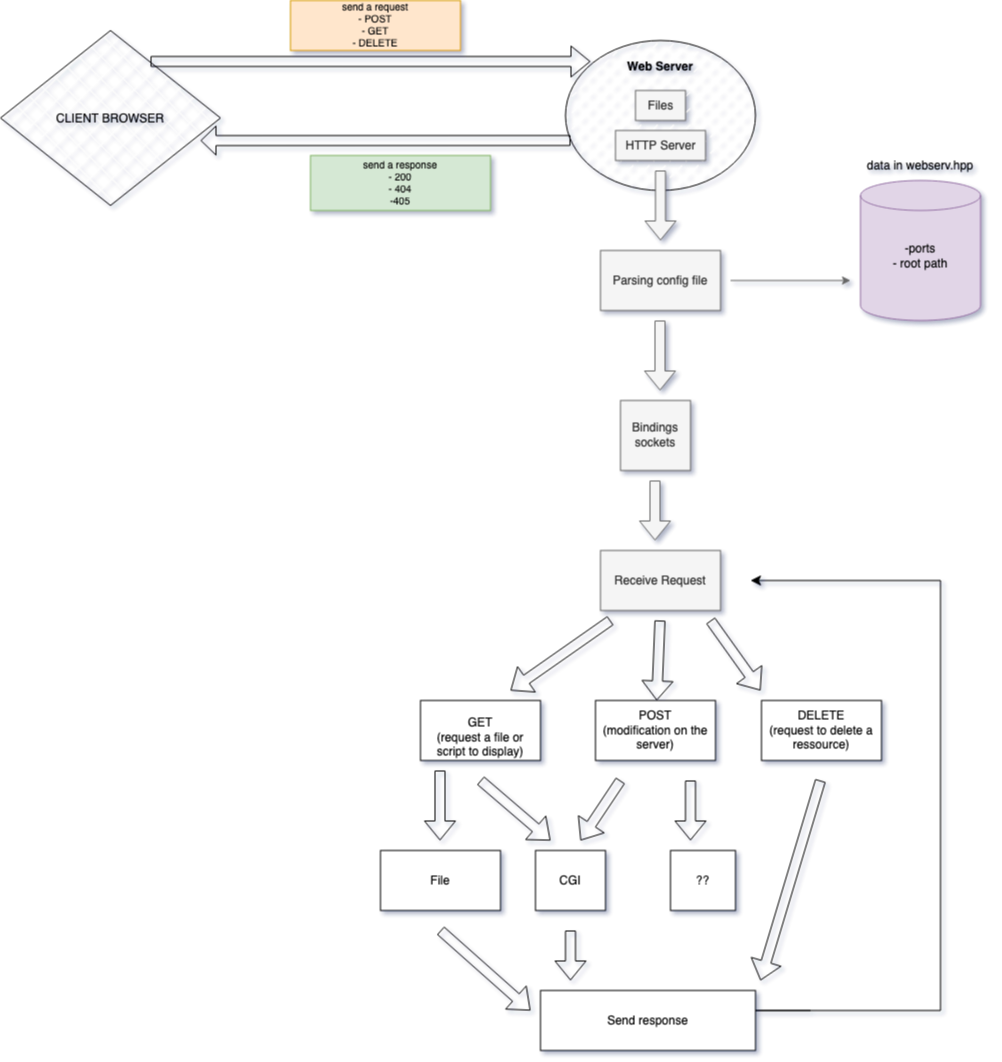 send a request
- POST
- GET
- DELETE
CLIENT BROWSER
Web Server
Files
HTTP Server
send a response
- 200
- 404
-405
data in webserv.hpp
-ports
- root path
Parsing config file
Bindings
sockets
Receive Request
GET
(request a file or
script to display)
POST
(modification on the
server)
DELETE
(request to delete a
ressource)
File
CGI
??
Send response